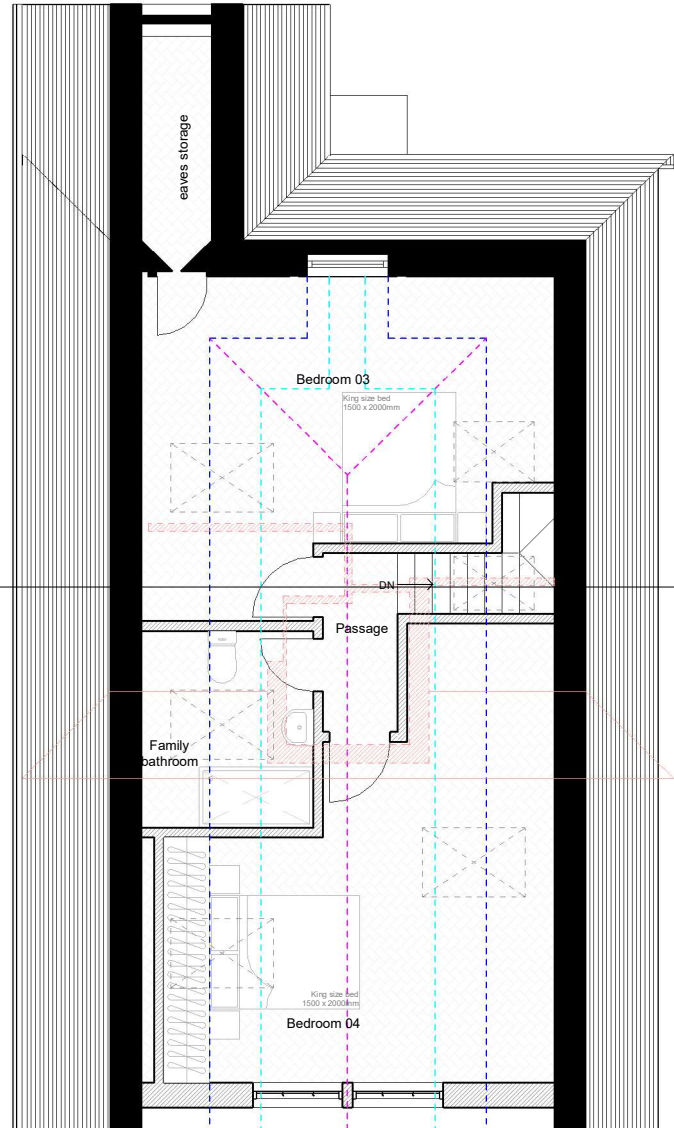 eaves storage
Bedroom 03
King size bed
1500 x 2000mm
DN
Passage
Family
bathroom
King size bed
1500 x 2000mm
Bedroom 04